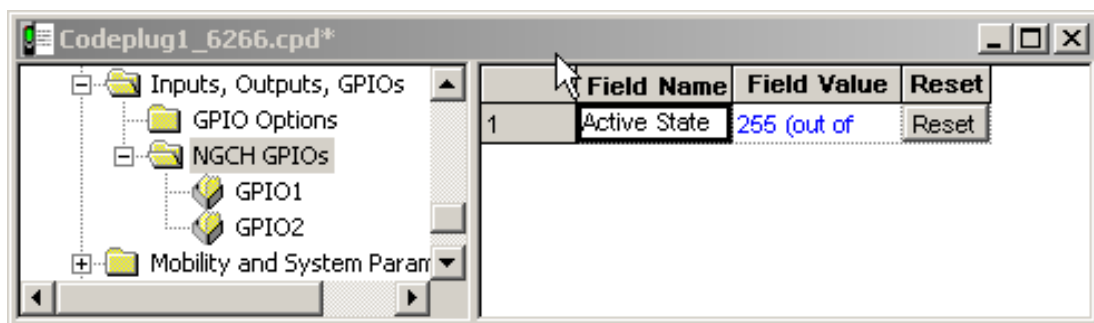 Codeplug1_6266.cpd*
Inputs, Outputs, GPIOs
GPIO Options
NGCH GPIOs
GPIO1
GPIO2
Mobility and System Param
Field Name Field Value Reset
1 Active State 255 (out of Reset